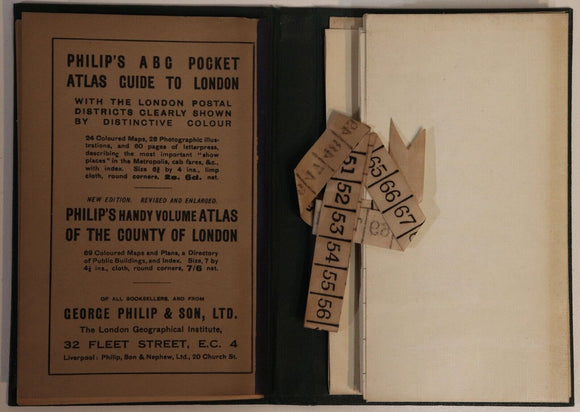 PHILIP'S ABC POCKET
ATLAS GUIDE TO LONDON
WITH THE LONDON POSTAL
DISTRICTS CLEARLY SHOWN
BY DISTINCTIVE COLOUR
24 Coloured Maps, 28 Photographic illus-
trations, and 60 pages of letterpress,
describing the most important "show
places" in the Metropolis, cab fares, &c.,
with index. Size 6¾ by 4 ins., limp
cloth, round corners, 2s. 6d. net.
NEW EDITION. REVISED AND ENLARGED.
PHILIP'S HANDY VOLUME ATLAS
OF THE COUNTY OF LONDON
69 Coloured Maps and Plans, a Directory
of Public Buildings, and Index. Size, 7 by
4½ ins., cloth, round corners, 7/6 net.
OF ALL BOOKSELLERS, AND FROM
GEORGE PHILIP & SON, LTD.
The London Geographical Institute,
32 FLEET STREET, E.C. 4
Liverpool: Philip, Son & Nephew, Ltd., 20 Church St.
51 52 53 54 55 56
65 66 67